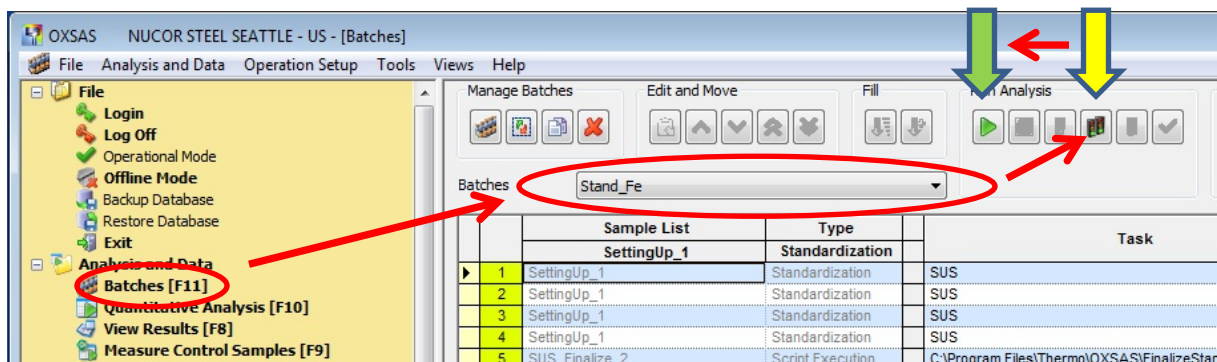 OXSAS NUCOR STEEL SEATTLE - US - [Batches]
File Analysis and Data Operation Setup Tools Views Help
File
Login
Log Off
Operational Mode
Offline Mode
Backup Database
Restore Database
Exit
Analysis and Data
Batches [F11]
Quantitative Analysis [F10]
View Results [F8]
Measure Control Samples [F9]
Manage Batches Edit and Move Fill Run Analysis
Batches Stand_Fe
Sample List Type Task
SettingUp_1 Standardization
1 SettingUp_1 Standardization SUS
2 SettingUp_1 Standardization SUS
3 SettingUp_1 Standardization SUS
4 SettingUp_1 Standardization SUS
5 SUS_Finalize_2 Script Execution C:\Program Files\Thermo\OXSAS\FinalizeSta